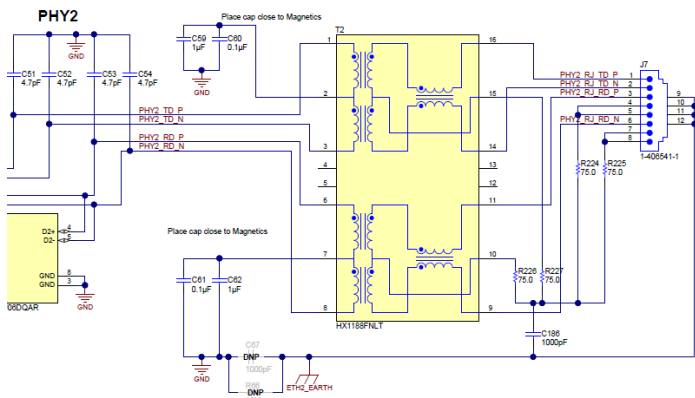 PHY2
Place cap close to Magnetics
T2
C59
1µF
C60
0.1µF
GND
GND
C51
4.7pF
C52
4.7pF
C53
4.7pF
C54
4.7pF
1
16
PHY2_RJ_TD_P
PHY2_RJ_TD_N
PHY2_RJ_RD_P
PHY2_RJ_RD_N
J7
1
2
3
4
5
6
7
8
9
10
11
12
1-406541-1
2
15
PHY2_TD_P
PHY2_TD_N
PHY2_RD_P
PHY2_RD_N
3
14
4
13
5
12
6
11
R224
75.0
R225
75.0
D2+
4
D2-
5
GND
8
GND
3
GND
06DQAR
Place cap close to Magnetics
7
10
C61
0.1µF
C62
1µF
R226
75.0
R227
75.0
8
9
HX1188FNLT
C186
1000pF
C67
DNP
1000pF
R66
DNP
GND
ETH2_EARTH